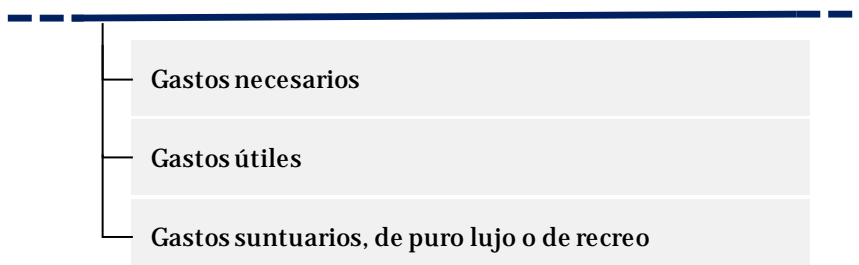 Gastos necesarios
Gastos útiles
Gastos suntuarios, de puro lujo o de recreo